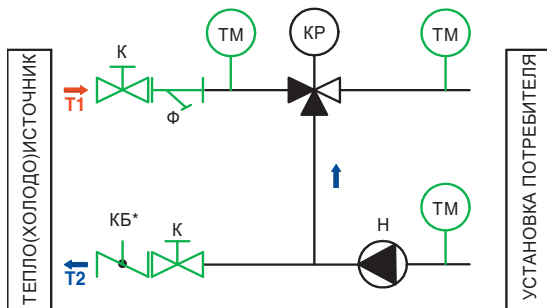 ТЕПЛО(ХОЛОДО)ИСТОЧНИК
К
ТМ
КР
ТМ
Т1
Ф
КБ*
К
Н
ТМ
Т2
УСТАНОВКА ПОТРЕБИТЕЛЯ